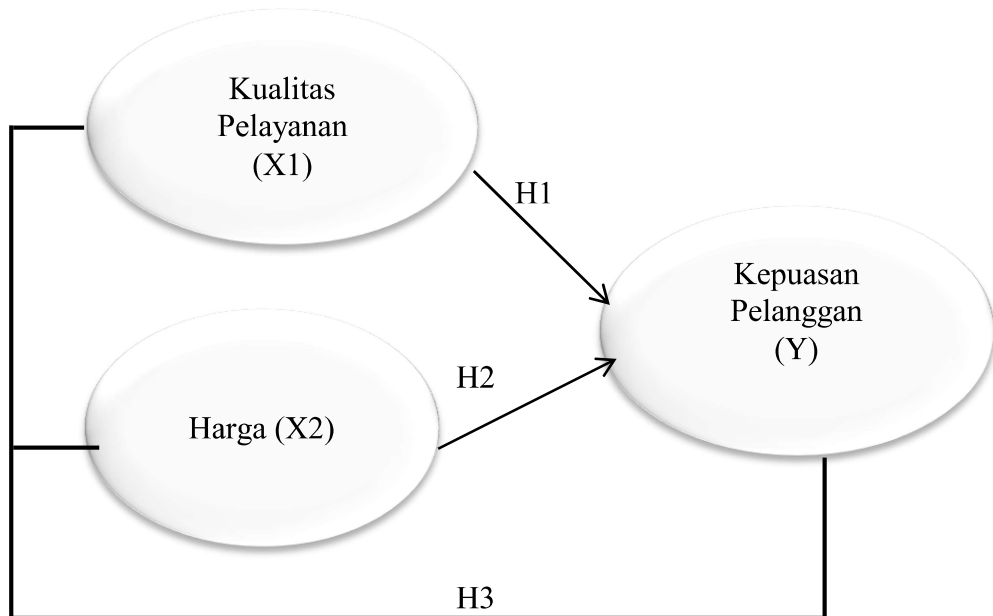 Kualitas
Pelayanan
(X1)
H1
Kepuasan
Pelanggan
(Y)
H2
Harga (X2)
H3